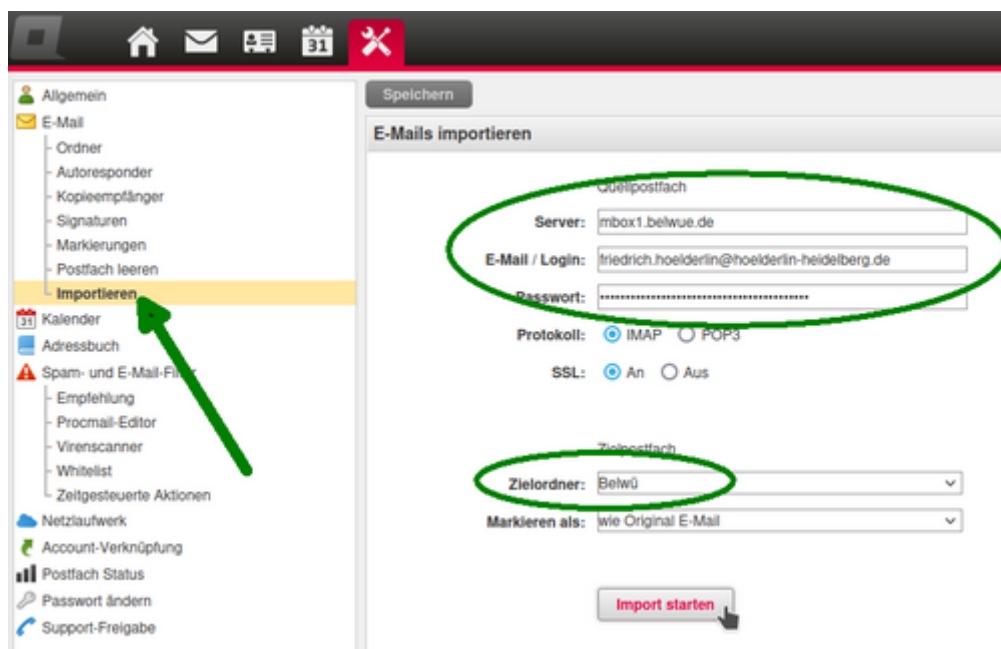 31
Allgemein
E-Mail
Ordner
Autoresponder
Kopieempfänger
Signaturen
Markierungen
Postfach leeren
Importieren
31 Kalender
Adressbuch
Spam- und E-Mail-Filter
Empfehlung
Procmail-Editor
Virenscanner
Whitelist
Zeitgesteuerte Aktionen
Netzlaufwerk
Account-Verknüpfung
Postfach Status
Passwort ändern
Support-Freigabe
Speichern
E-Mails importieren
Quellpostfach
Server: mbox1.belwue.de
E-Mail / Login: friedrich.hoelderlin@hoelderlin-heidelberg.de
Passwort:
Protokoll: IMAP POP3
SSL: An Aus
Zielpostfach
Zielordner: Belwü
Markieren als: wie Original E-Mail
Import starten